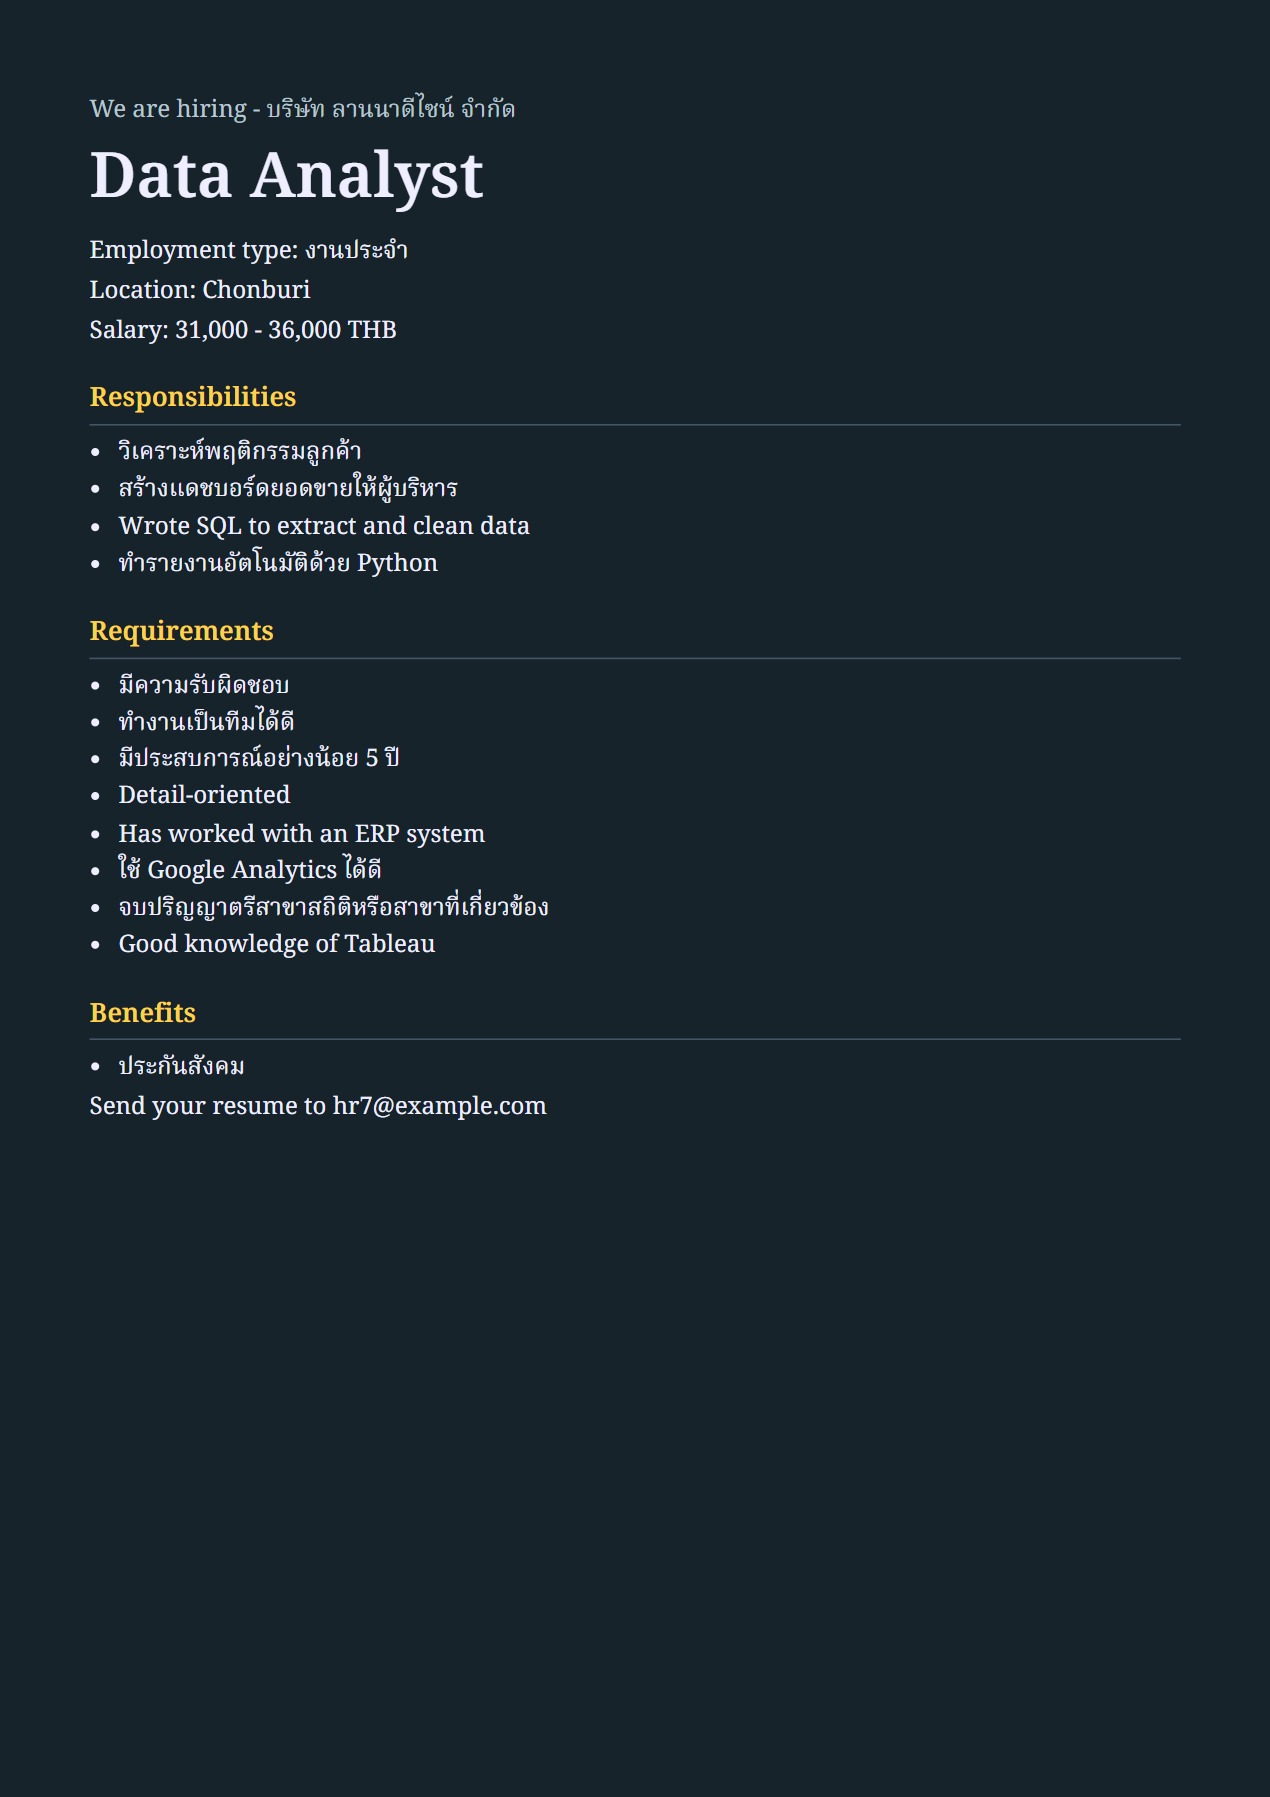 We are hiring - บริษัท ลานนาดีไซน์ จำกัด
Data Analyst
Employment type: งานประจำ
Location: Chonburi
Salary: 31,000 - 36,000 THB
Responsibilities
• วิเคราะห์พฤติกรรมลูกค้า
• สร้างแดชบอร์ดยอดขายให้ผู้บริหาร
• Wrote SQL to extract and clean data
• ทำรายงานอัตโนมัติด้วย Python
Requirements
• มีความรับผิดชอบ
• ทำงานเป็นทีมได้ดี
• มีประสบการณ์อย่างน้อย 5 ปี
• Detail-oriented
• Has worked with an ERP system
• ใช้ Google Analytics ได้ดี
• จบปริญญาตรีสาขาสถิติหรือสาขาที่เกี่ยวข้อง
• Good knowledge of Tableau
Benefits
• ประกันสังคม
Send your resume to hr7@example.com